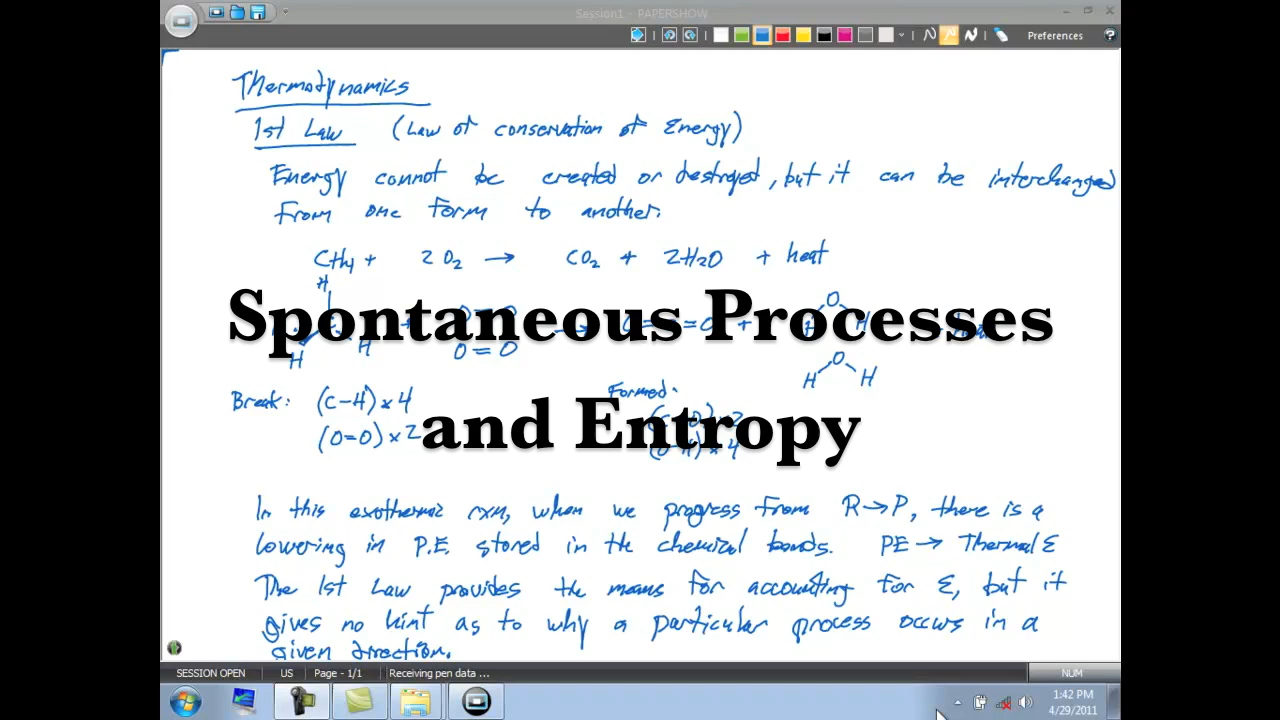 Session1 - PAPERSHOW
Preferences
Thermodynamics
1st Law (Law of conservation of Energy)
Energy cannot be created or destroyed, but it can be interchanged
from one form to another.
CH4 + 2 O2 → CO2 + 2H2O + heat
H
O
Spontaneous Processes
O = O
H
H
H
O = O
O
H H
Break: (C-H) x 4
Formed:
(O=O) x 2
and Entropy
In this exothermic rxn, when we progress from R→P, there is a
lowering in P.E. stored in the chemical bonds. PE → Thermal E
The 1st Law provides the means for accounting for E, but it
gives no hint as to why a particular process occurs in a
given direction.
SESSION OPEN US Page - 1/1 Receiving pen data ... NUM
1:42 PM
4/29/2011